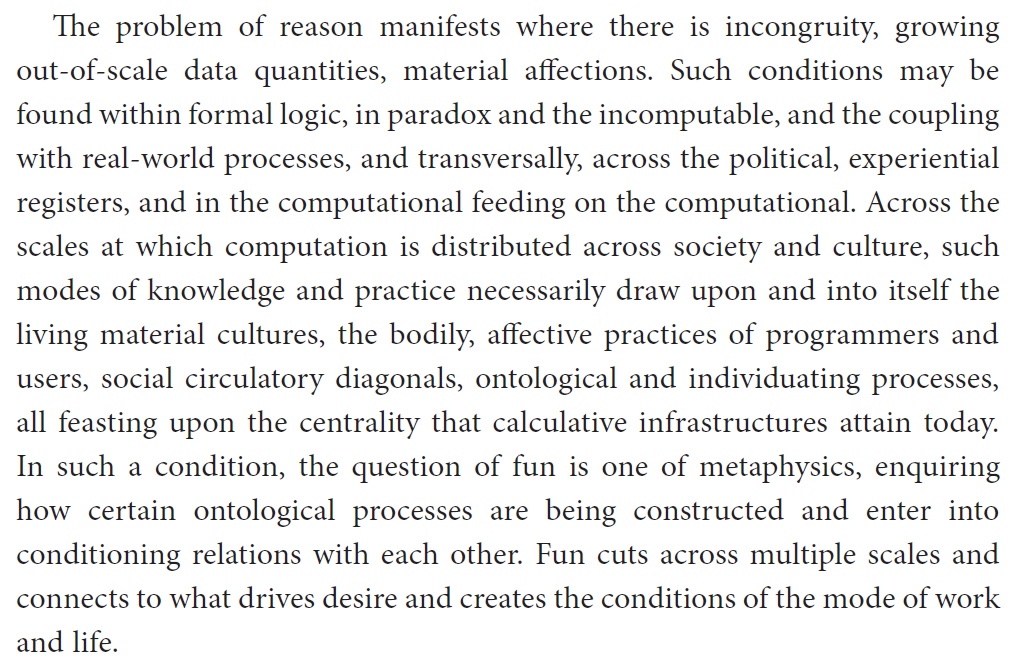 The problem of reason manifests where there is incongruity, growing
out-of-scale data quantities, material affections. Such conditions may be
found within formal logic, in paradox and the incomputable, and the coupling
with real-world processes, and transversally, across the political, experiential
registers, and in the computational feeding on the computational. Across the
scales at which computation is distributed across society and culture, such
modes of knowledge and practice necessarily draw upon and into itself the
living material cultures, the bodily, affective practices of programmers and
users, social circulatory diagonals, ontological and individuating processes,
all feasting upon the centrality that calculative infrastructures attain today.
In such a condition, the question of fun is one of metaphysics, enquiring
how certain ontological processes are being constructed and enter into
conditioning relations with each other. Fun cuts across multiple scales and
connects to what drives desire and creates the conditions of the mode of work
and life.